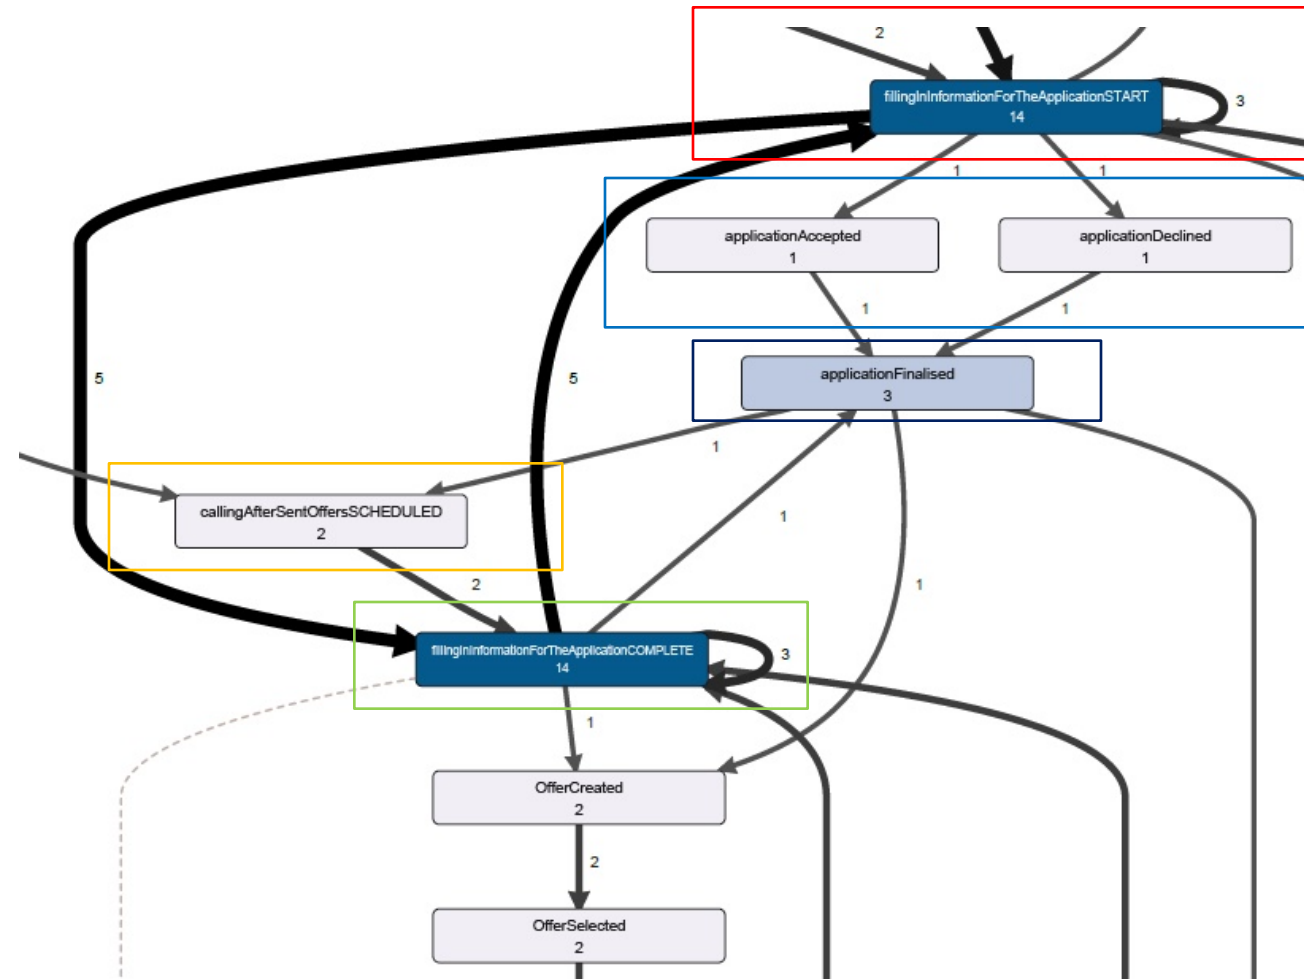 2
fillingInInformationForTheApplicationSTART
14
3
1
1
applicationAccepted
1
applicationDeclined
1
1
1
applicationFinalised
3
5
5
1
callingAfterSentOffersSCHEDULED
2
1
2
1
fillingInInformationForTheApplicationCOMPLETE
14
3
1
OfferCreated
2
2
OfferSelected
2